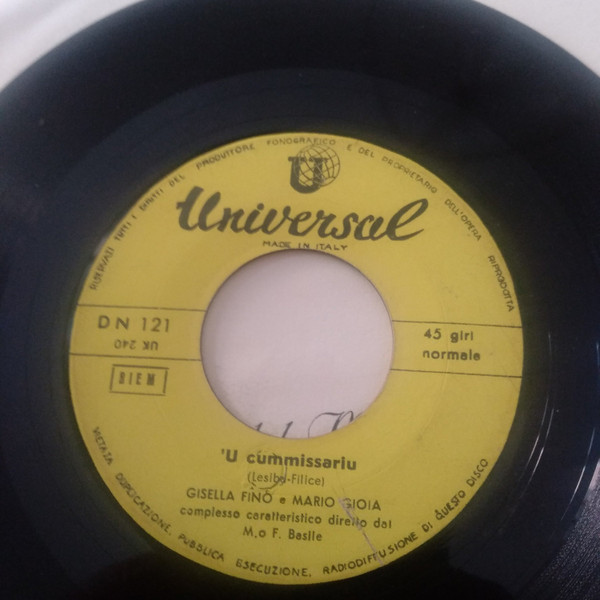 RISERVATI TUTTI I DIRITTI DEL PRODUTTORE FONOGRAFICO E DEL PROPRIETARIO DELL'OPERA RIPRODOTTA
U
Universal
MADE IN ITALY
DN 121
UK 240
BIEM
45 giri
normale
'U cummissariu
(Lesibo-Filice)
GISELLA FINO e MARIO GIOIA
complesso caratteristico diretto dal
M.o F. Basile
VIETATA DUPLICAZIONE, PUBBLICA ESECUZIONE, RADIODIFFUSIONE DI QUESTO DISCO